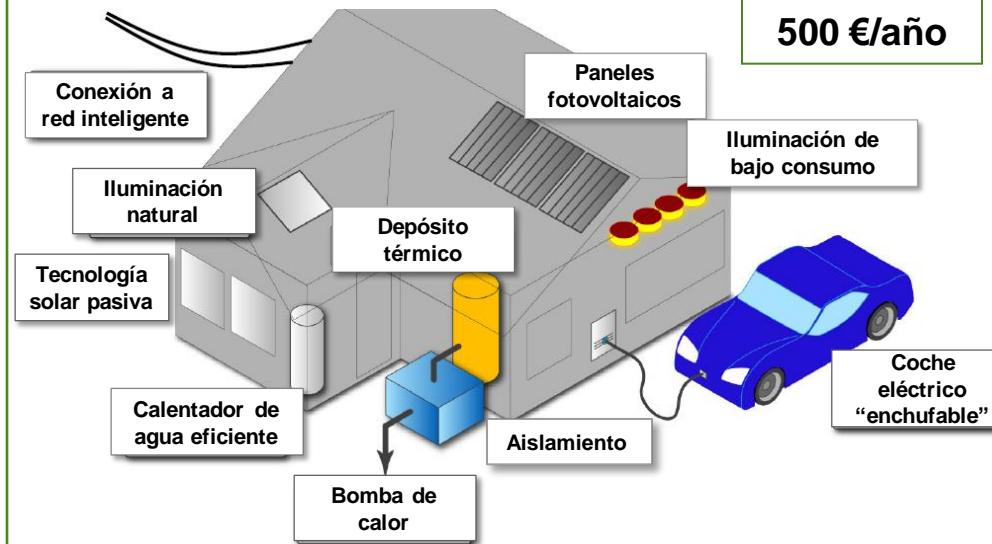 500 €/año
Paneles
fotovoltaicos
Conexión a
red inteligente
Iluminación de
bajo consumo
Iluminación
natural
Depósito
térmico
Tecnología
solar pasiva
Coche
eléctrico
“enchufable”
Calentador de
agua eficiente
Aislamiento
Bomba de
calor